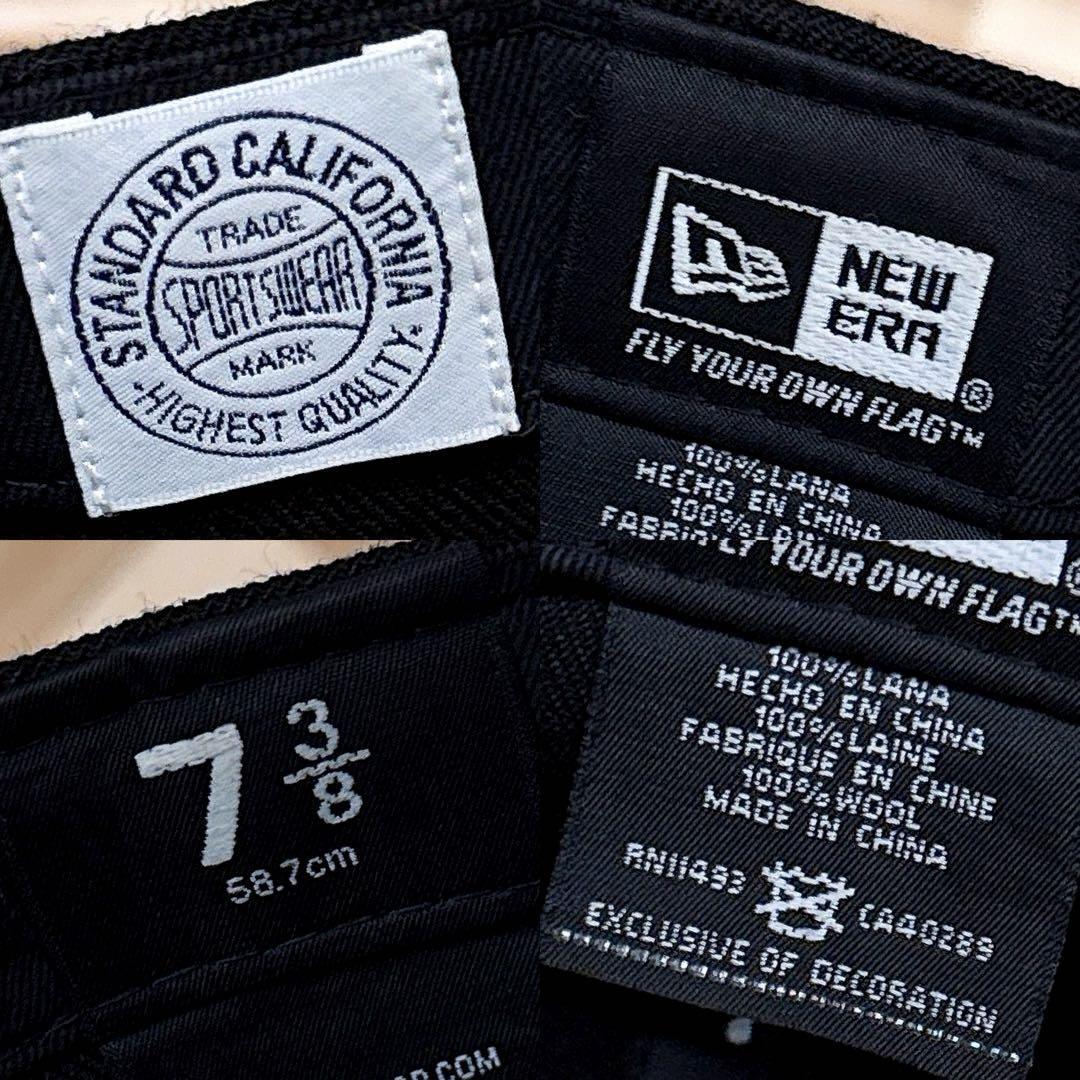 STANDARD CALIFORNIA
TRADE
SPORTSWEAR
MARK
·HIGHEST QUALITY·
NE
NEW
ERA®
FLY YOUR OWN FLAG™
100%LANA
HECHO EN CHINA
7 3/8
58.7cm
.COM
YOUR OWN FLAG™
100%LANA
HECHO EN CHINA
100%LAINE
FABRIQUE EN CHINE
100%WOOL
MADE IN CHINA
RN11493 CA40289
EXCLUSIVE OF DECORATION